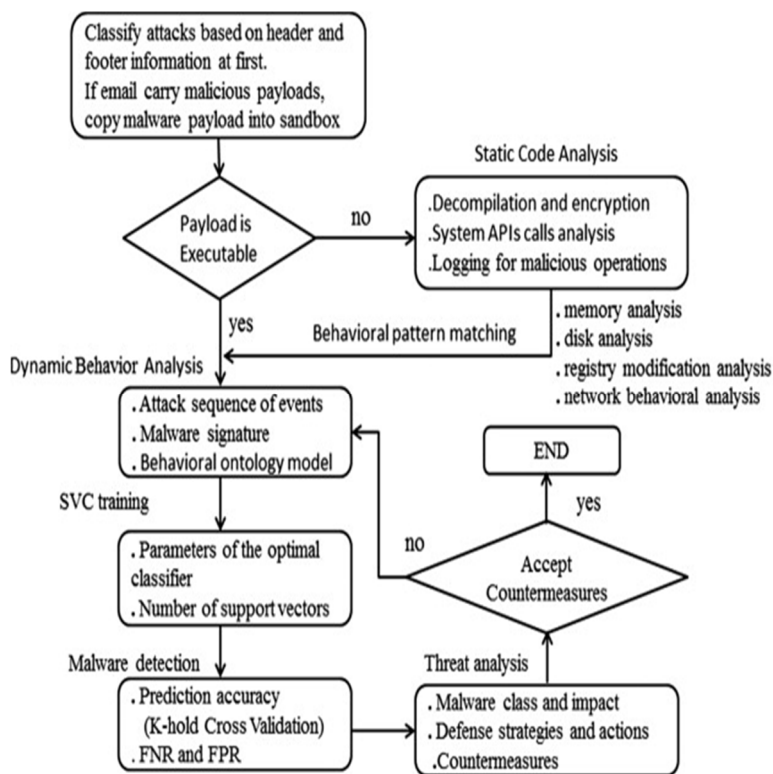 Classify attacks based on header and
footer information at first.
If email carry malicious payloads,
copy malware payload into sandbox
Payload is
Executable
no
yes
Static Code Analysis
.Decompilation and encryption
.System APIs calls analysis
.Logging for malicious operations
. memory analysis
. disk analysis
. registry modification analysis
. network behavioral analysis
Behavioral pattern matching
Dynamic Behavior Analysis
. Attack sequence of events
. Malware signature
. Behavioral ontology model
SVC training
. Parameters of the optimal
classifier
. Number of support vectors
Malware detection
. Prediction accuracy
(K-hold Cross Validation)
. FNR and FPR
Threat analysis
. Malware class and impact
. Defense strategies and actions
. Countermeasures
Accept
Countermeasures
no
yes
END